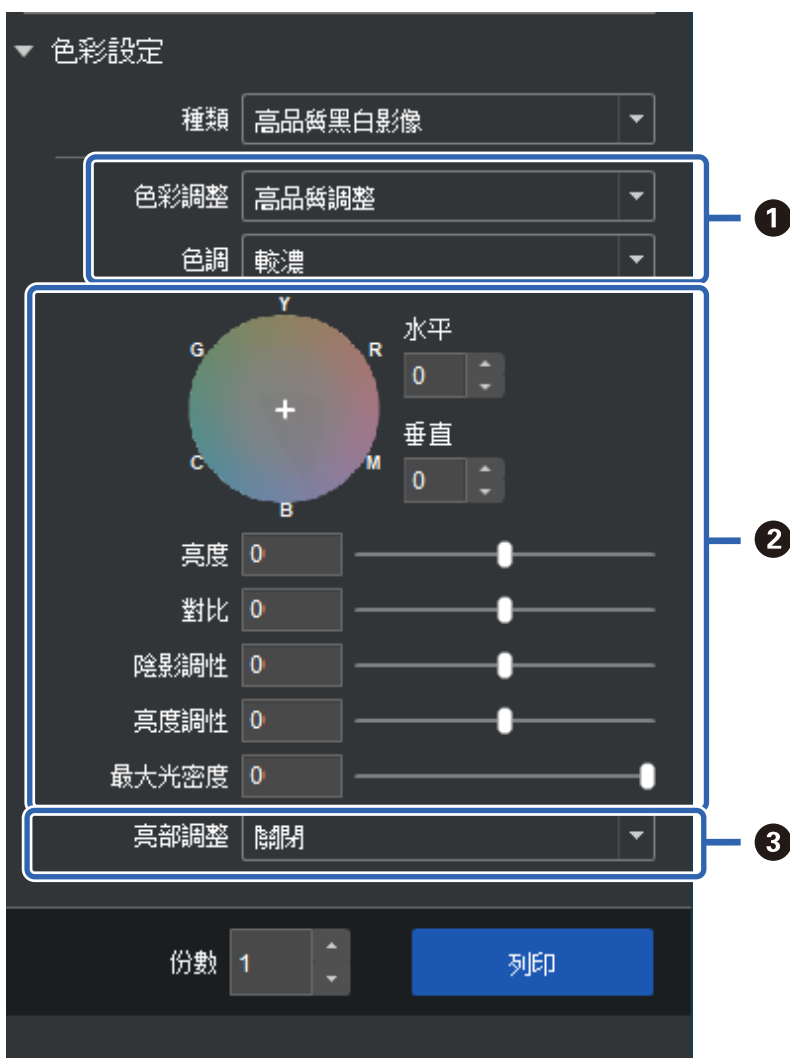 色彩設定
種類 高品質黑白影像
色彩調整 高品質調整
色調 較濃
❶
Y
G R
水平
0
垂直
C M
0
B
亮度 0
❷
對比 0
陰影調性 0
亮度調性 0
最大光密度 0
亮部調整 關閉
❸
份數 1 列印